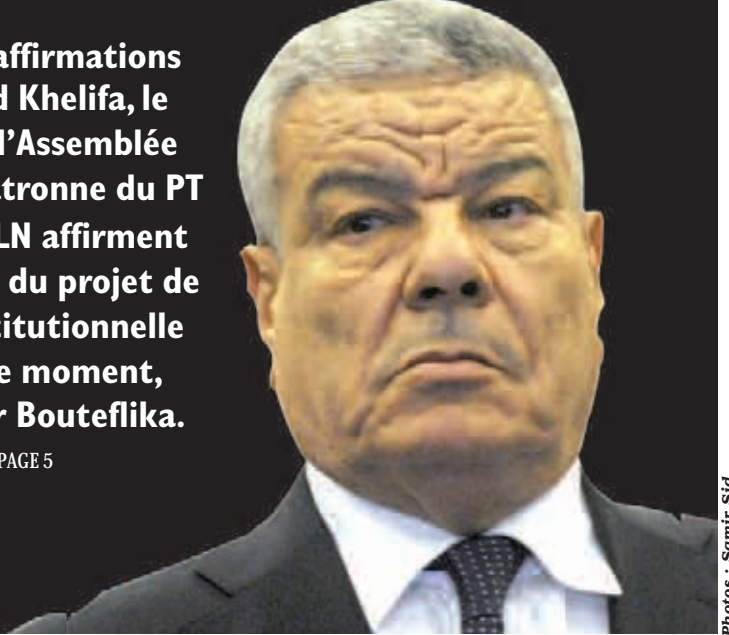 affirmations
d Khelifa, le
l'Assemblée
tronne du PT
LN affirment
du projet de
titutionnelle
e moment,
r Bouteflika.
PAGE 5
Photos : Samir Sid